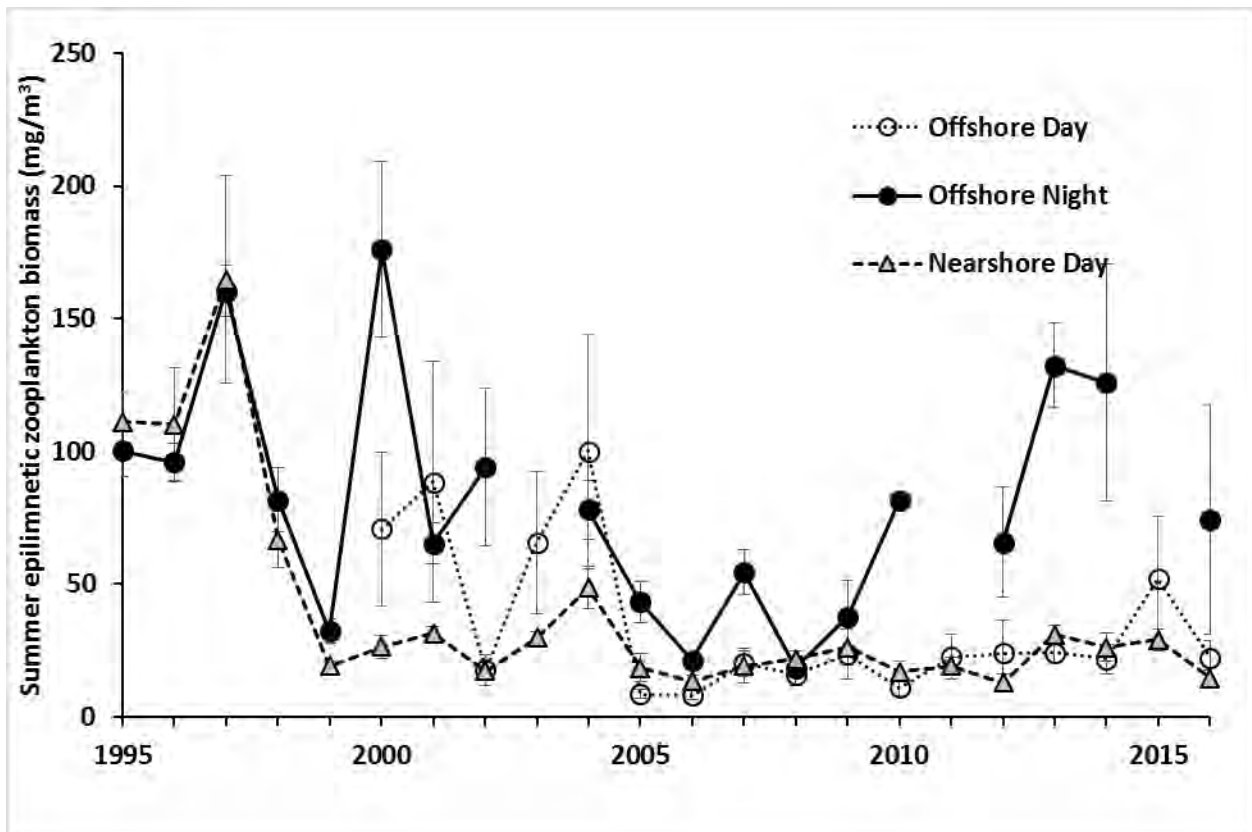 Summer epilimnetic zooplankton biomass (mg/m³)
250
200
150
100
50
0
Offshore Day
Offshore Night
Nearshore Day
1995
2000
2005
2010
2015